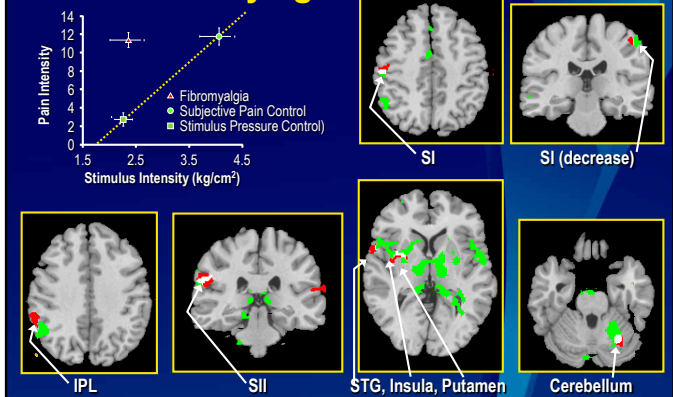 14
12
10
8
6
4
2
0
Pain Intensity
Fibromyalgia
Subjective Pain Control
Stimulus Pressure Control)
1.5 2.5 3.5 4.5
Stimulus Intensity (kg/cm²)
SI
SI (decrease)
IPL
SII
STG, Insula, Putamen
Cerebellum